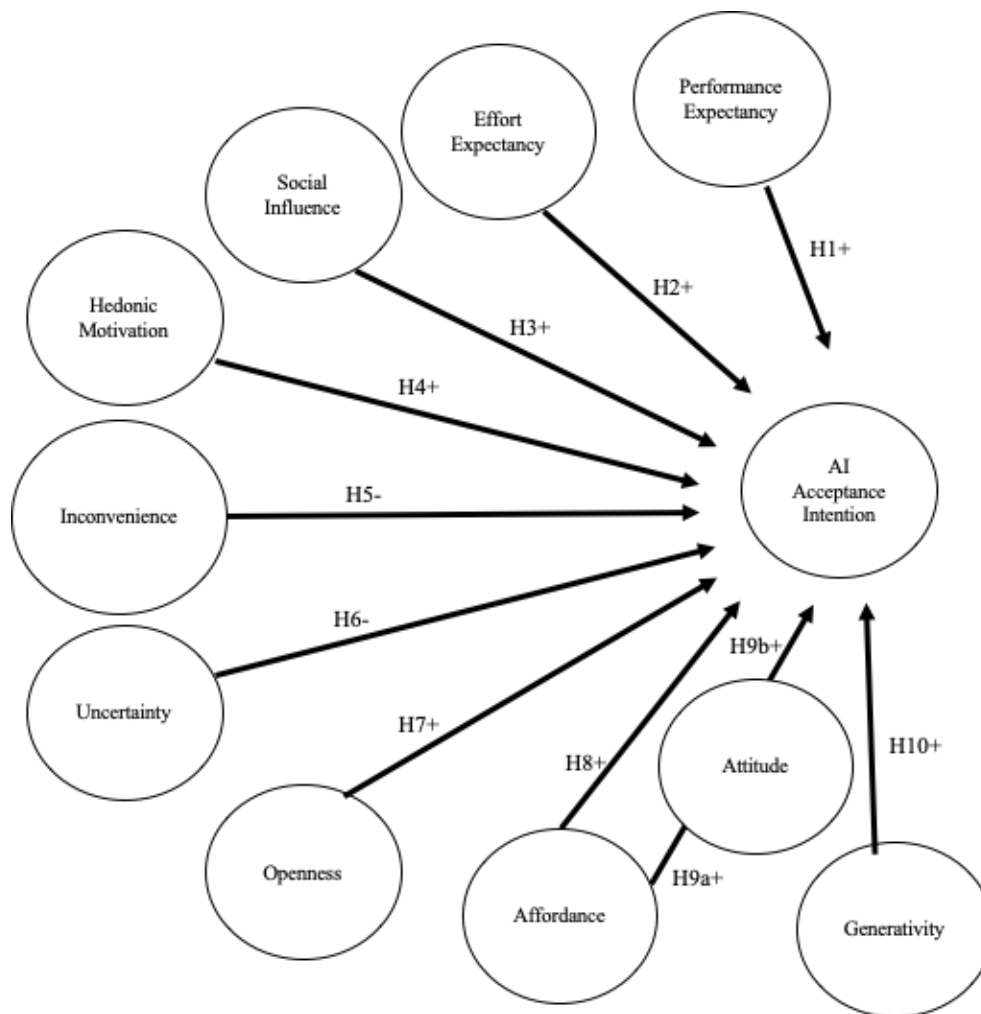 Performance
Expectancy
Effort
Expectancy
Social
Influence
H1+
Hedonic
Motivation
H2+
H3+
H4+
AI
Acceptance
Intention
Inconvenience
H5-
H6-
H9b+
Uncertainty
H7+
H10+
H8+
Attitude
Openness
H9a+
Affordance
Generativity